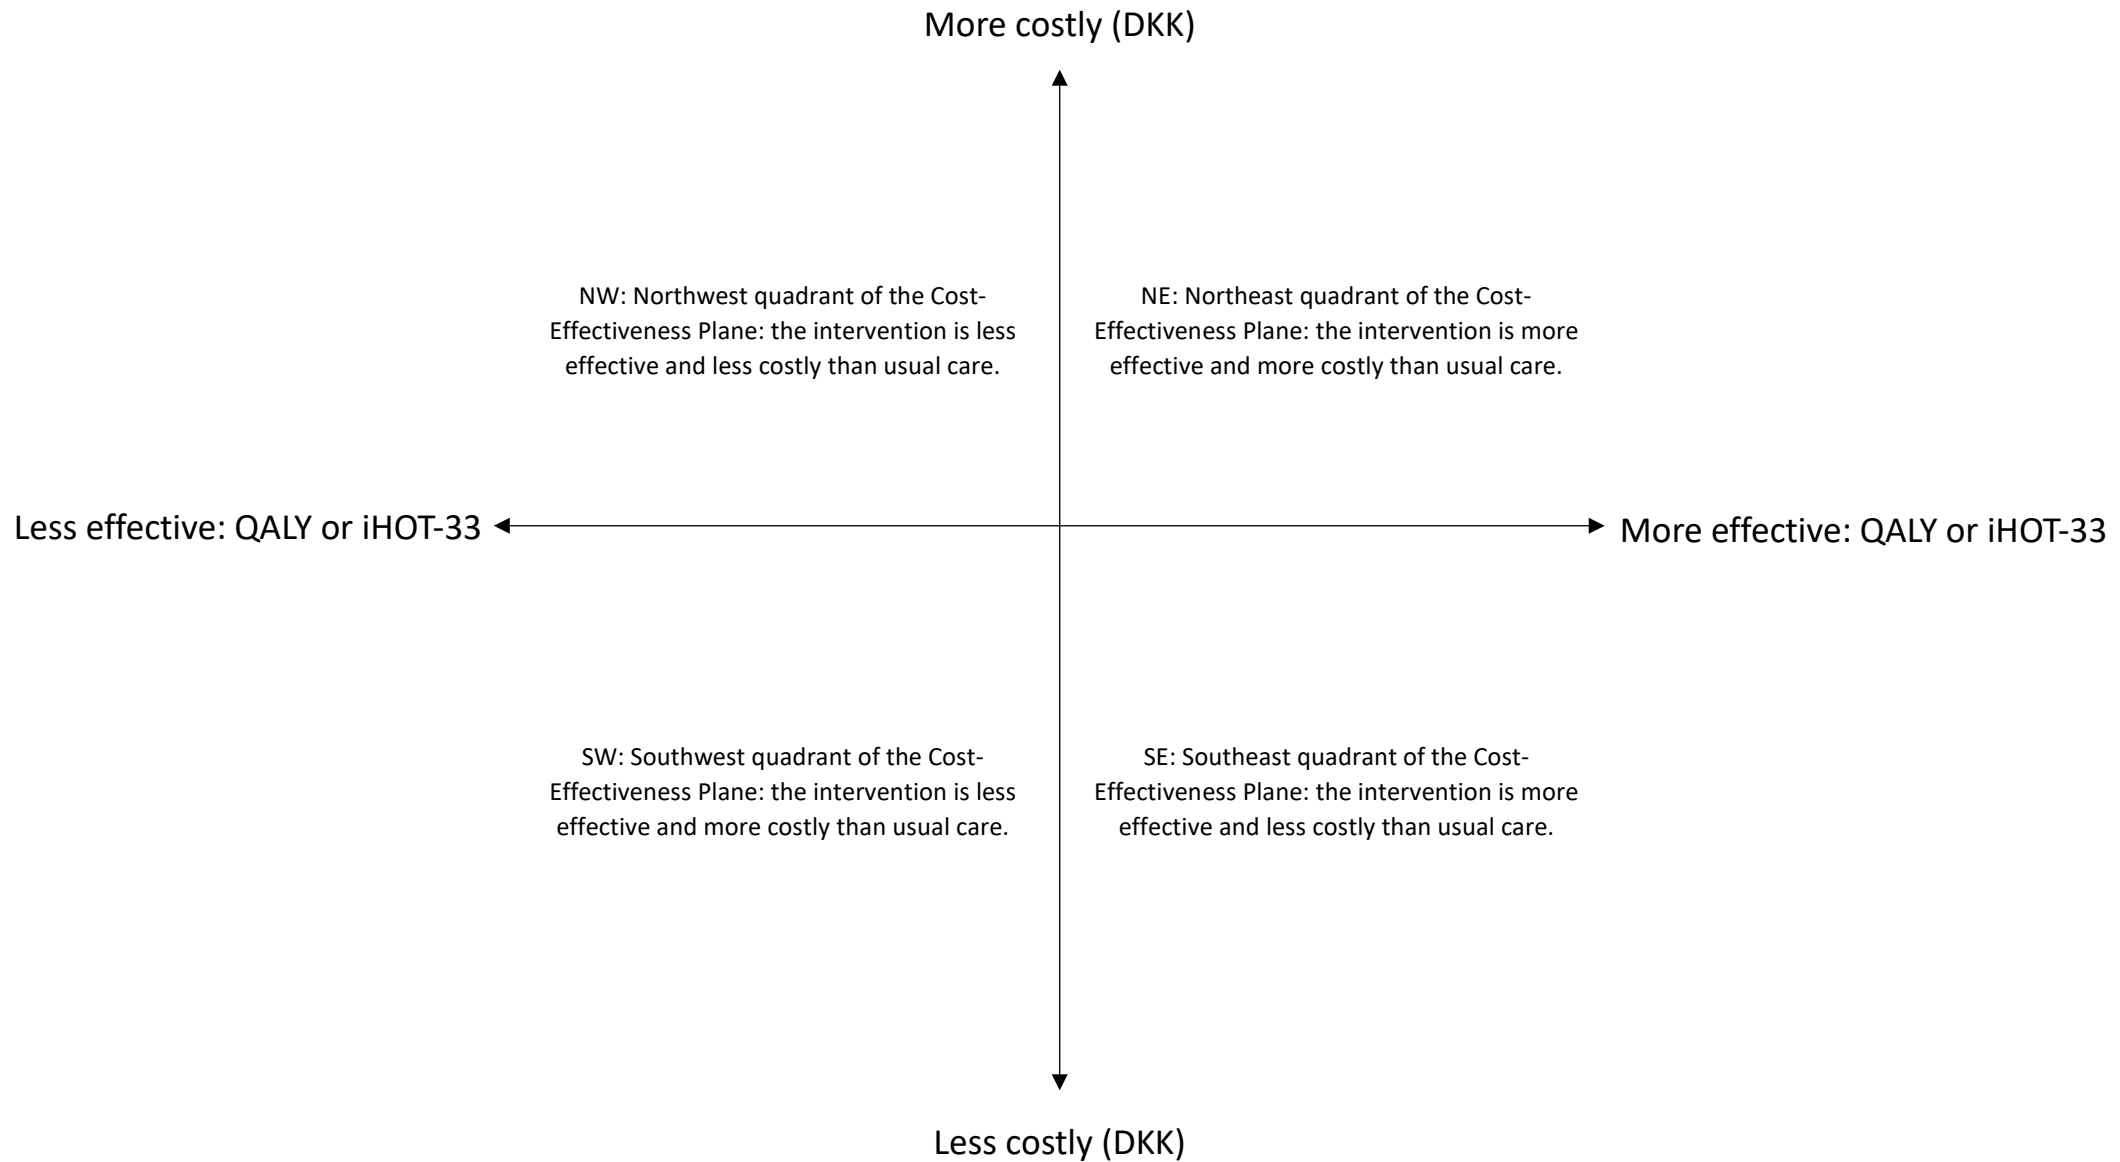 More costly (DKK)
NW: Northwest quadrant of the Cost-
Effectiveness Plane: the intervention is less
effective and less costly than usual care.
NE: Northeast quadrant of the Cost-
Effectiveness Plane: the intervention is more
effective and more costly than usual care.
Less effective: QALY or iHOT-33
More effective: QALY or iHOT-33
SW: Southwest quadrant of the Cost-
Effectiveness Plane: the intervention is less
effective and more costly than usual care.
SE: Southeast quadrant of the Cost-
Effectiveness Plane: the intervention is more
effective and less costly than usual care.
Less costly (DKK)